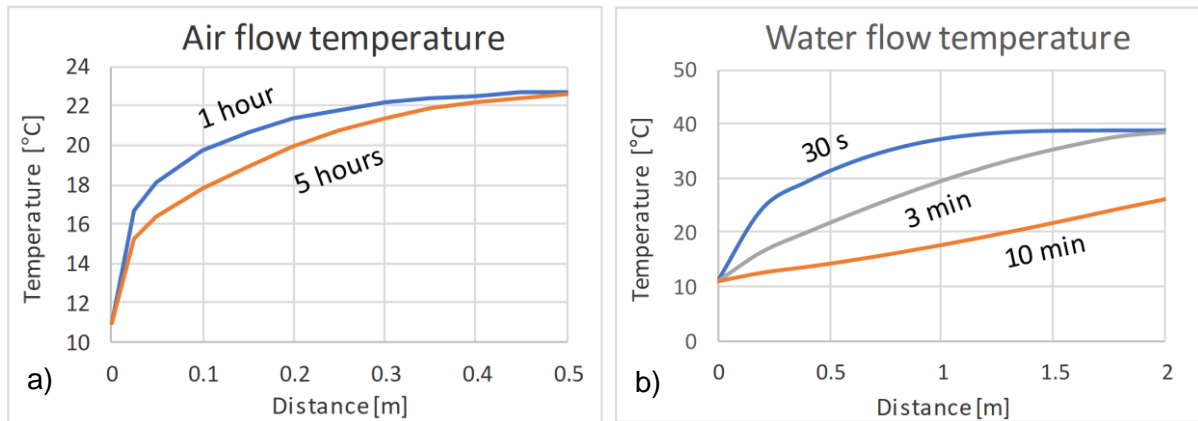 Air flow temperature
Temperature [°C]
24
22
20
18
16
14
12
10
1 hour
5 hours
0 0.1 0.2 0.3 0.4 0.5
Distance [m]
a)
Water flow temperature
Temperature [°C]
50
40
30
20
10
0
30 s
3 min
10 min
0 0.5 1 1.5 2
Distance [m]
b)